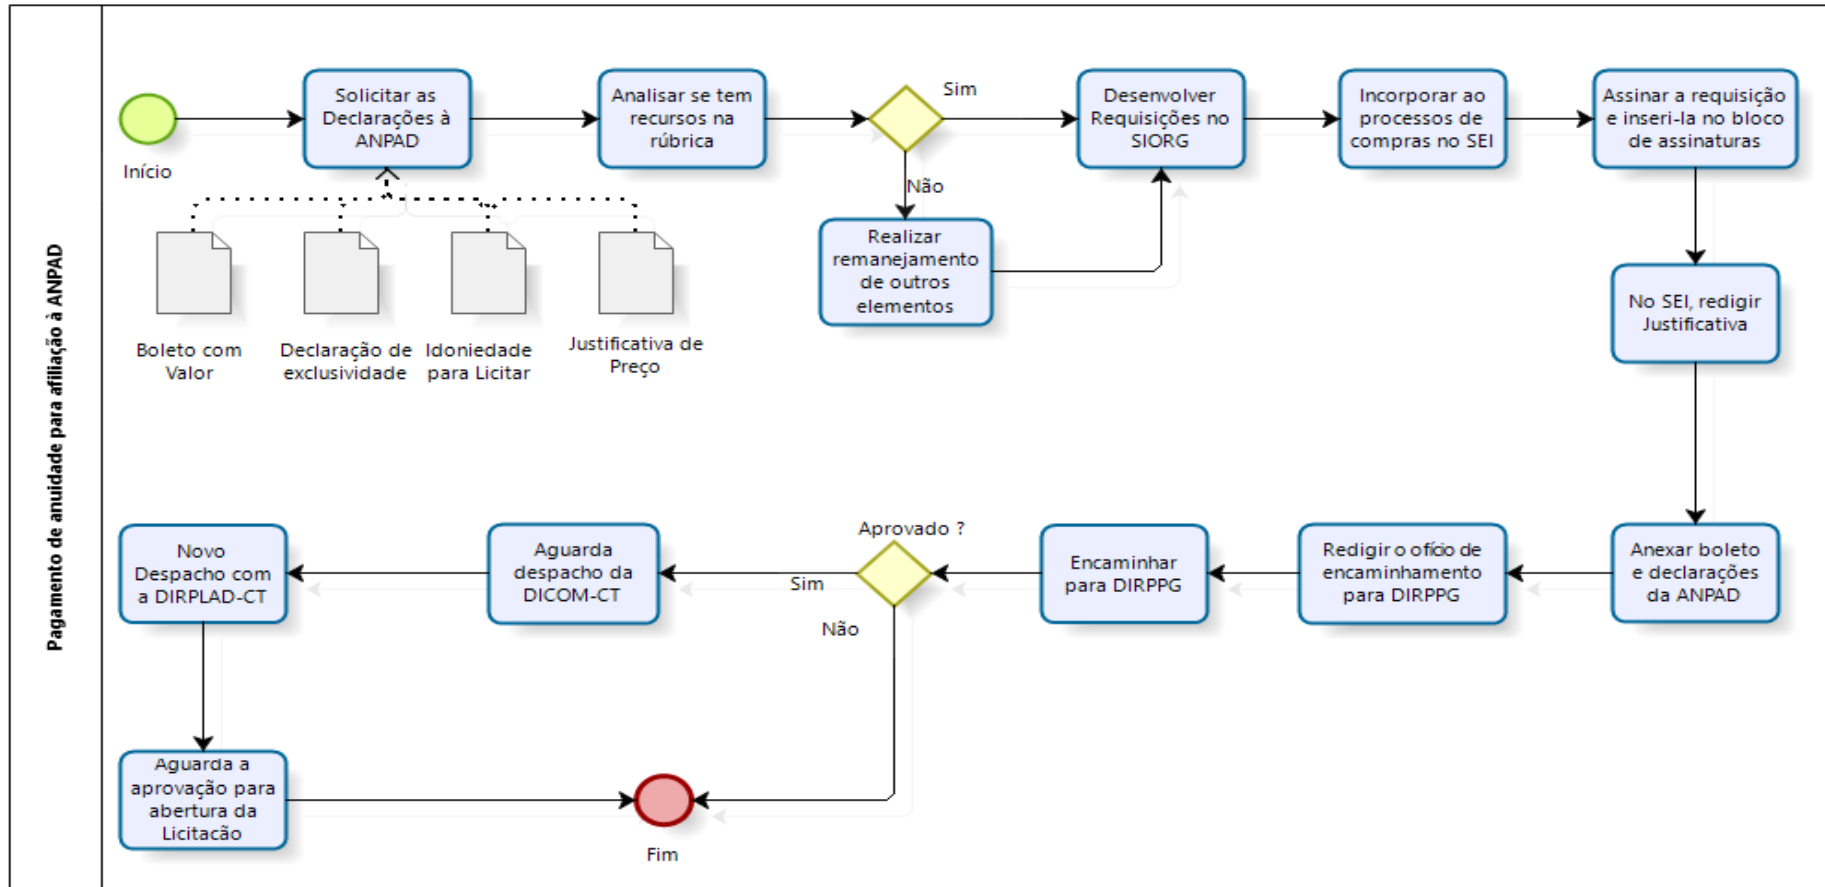 Pagamento de anuidade para afiliação à ANPAD
Início
Solicitar as
Declarações à
ANPAD
Analisar se tem
recursos na
rúbrica
Sim
Não
Realizar
remanejamento
de outros
elementos
Desenvolver
Requisições no
SIORG
Incorporar ao
processos de
compras no SEI
Assinar a requisição
e inseri-la no bloco
de assinaturas
Boleto com
Valor
Declaração de
exclusividade
Idoniedade
para Licitar
Justificativa de
Preço
No SEI, redigir
Justificativa
Anexar boleto
e declarações
da ANPAD
Redigir o ofício de
encaminhamento
para DIRPPG
Encaminhar
para DIRPPG
Aprovado ?
Sim
Não
Aguarda
despacho da
DICOM-CT
Novo
Despacho com
a DIRPLAD-CT
Aguarda a
aprovação para
abertura da
Licitacão
Fim